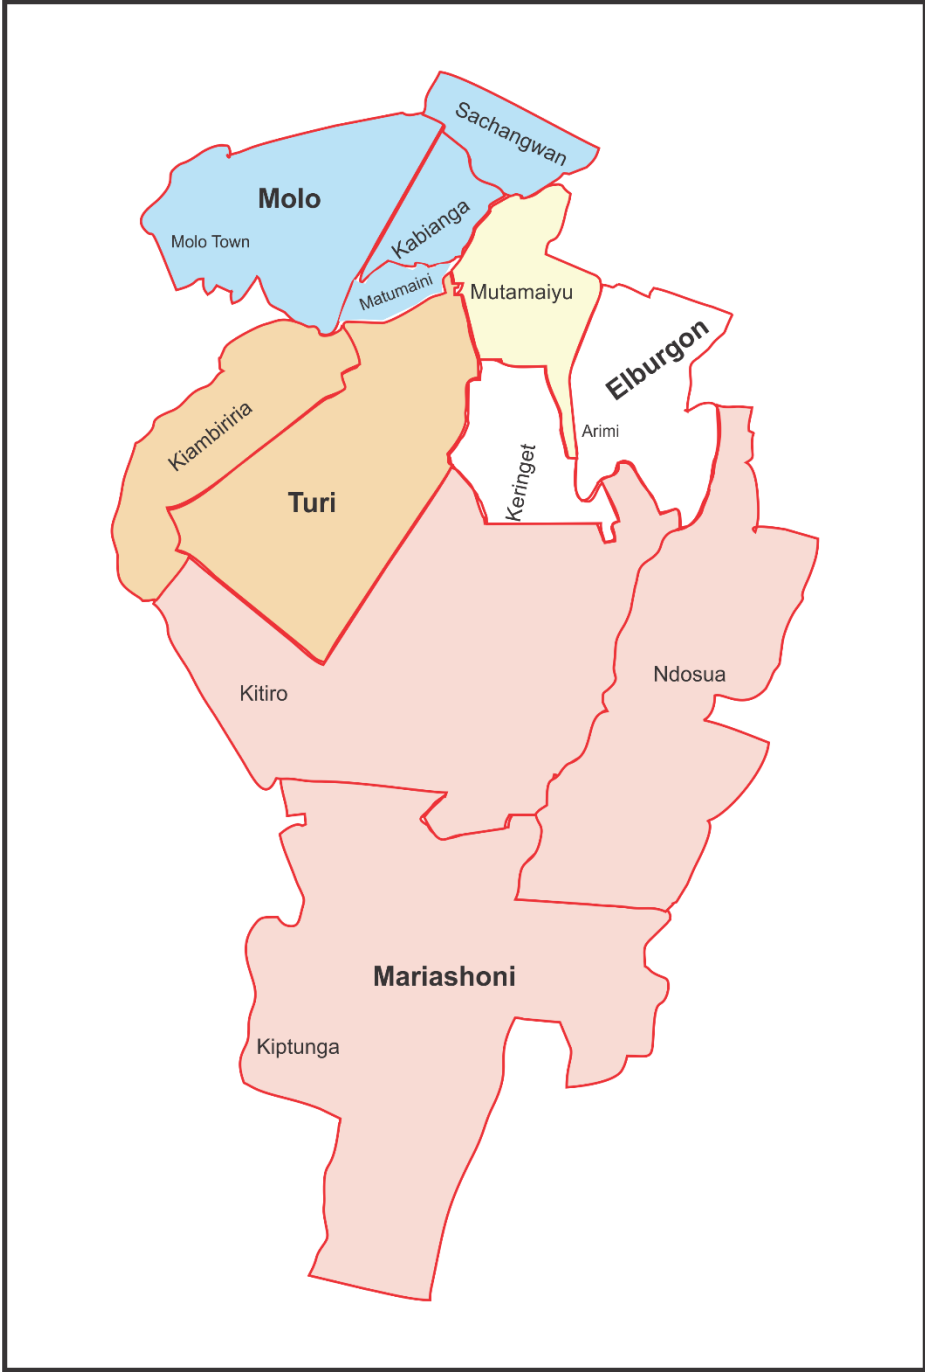 Sachangwan
Molo
Kabianga
Molo Town
Matumaini
Mutamaiyu
Elburgon
Kiambiriria
Arimi
Keringet
Turi
Ndosua
Kitiro
Mariashoni
Kiptunga